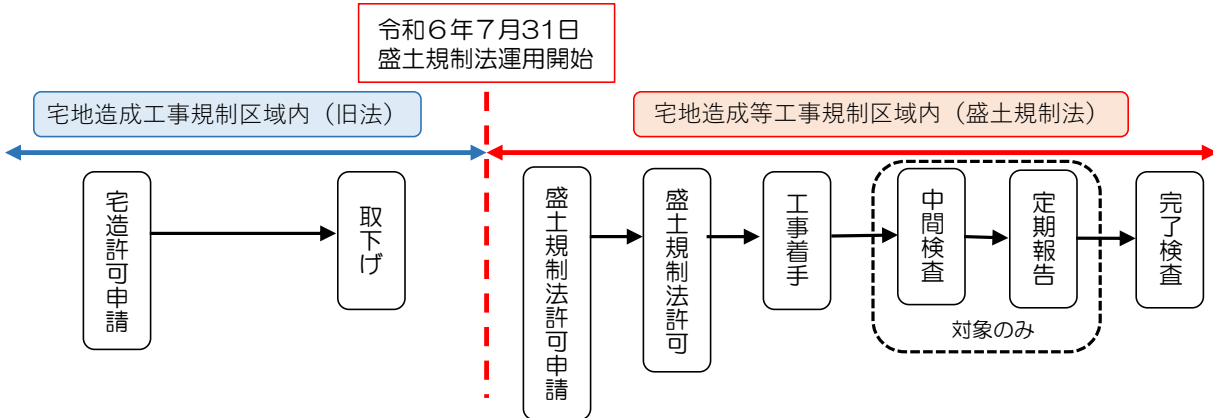 令和６年７月31日
盛土規制法運用開始
宅地造成工事規制区域内（旧法）
宅地造成等工事規制区域内（盛土規制法）
宅造許可申請
取下げ
盛土規制法許可申請
盛土規制法許可
工事着手
中間検査
定期報告
完了検査
対象のみ